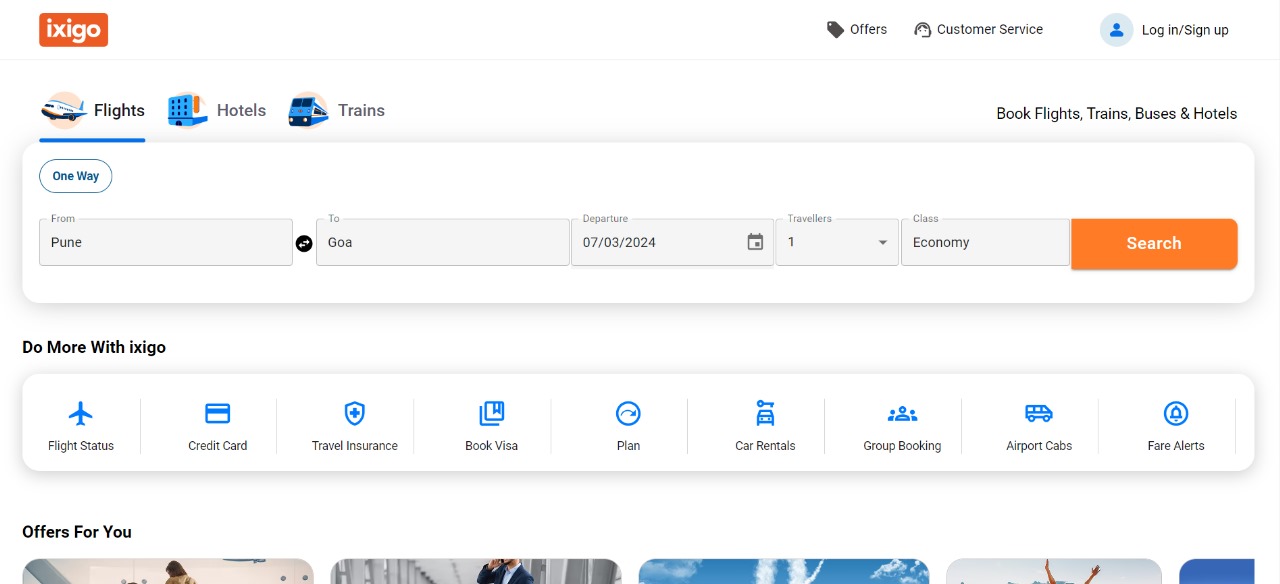 ixigo
Offers
Customer Service
Log in/Sign up
Flights
Hotels
Trains
Book Flights, Trains, Buses & Hotels
One Way
From
To
Departure
Travellers
Class
Pune
Goa
07/03/2024
1
Economy
Search
Do More With ixigo
Flight Status
Credit Card
Travel Insurance
Book Visa
Plan
Car Rentals
Group Booking
Airport Cabs
Fare Alerts
Offers For You